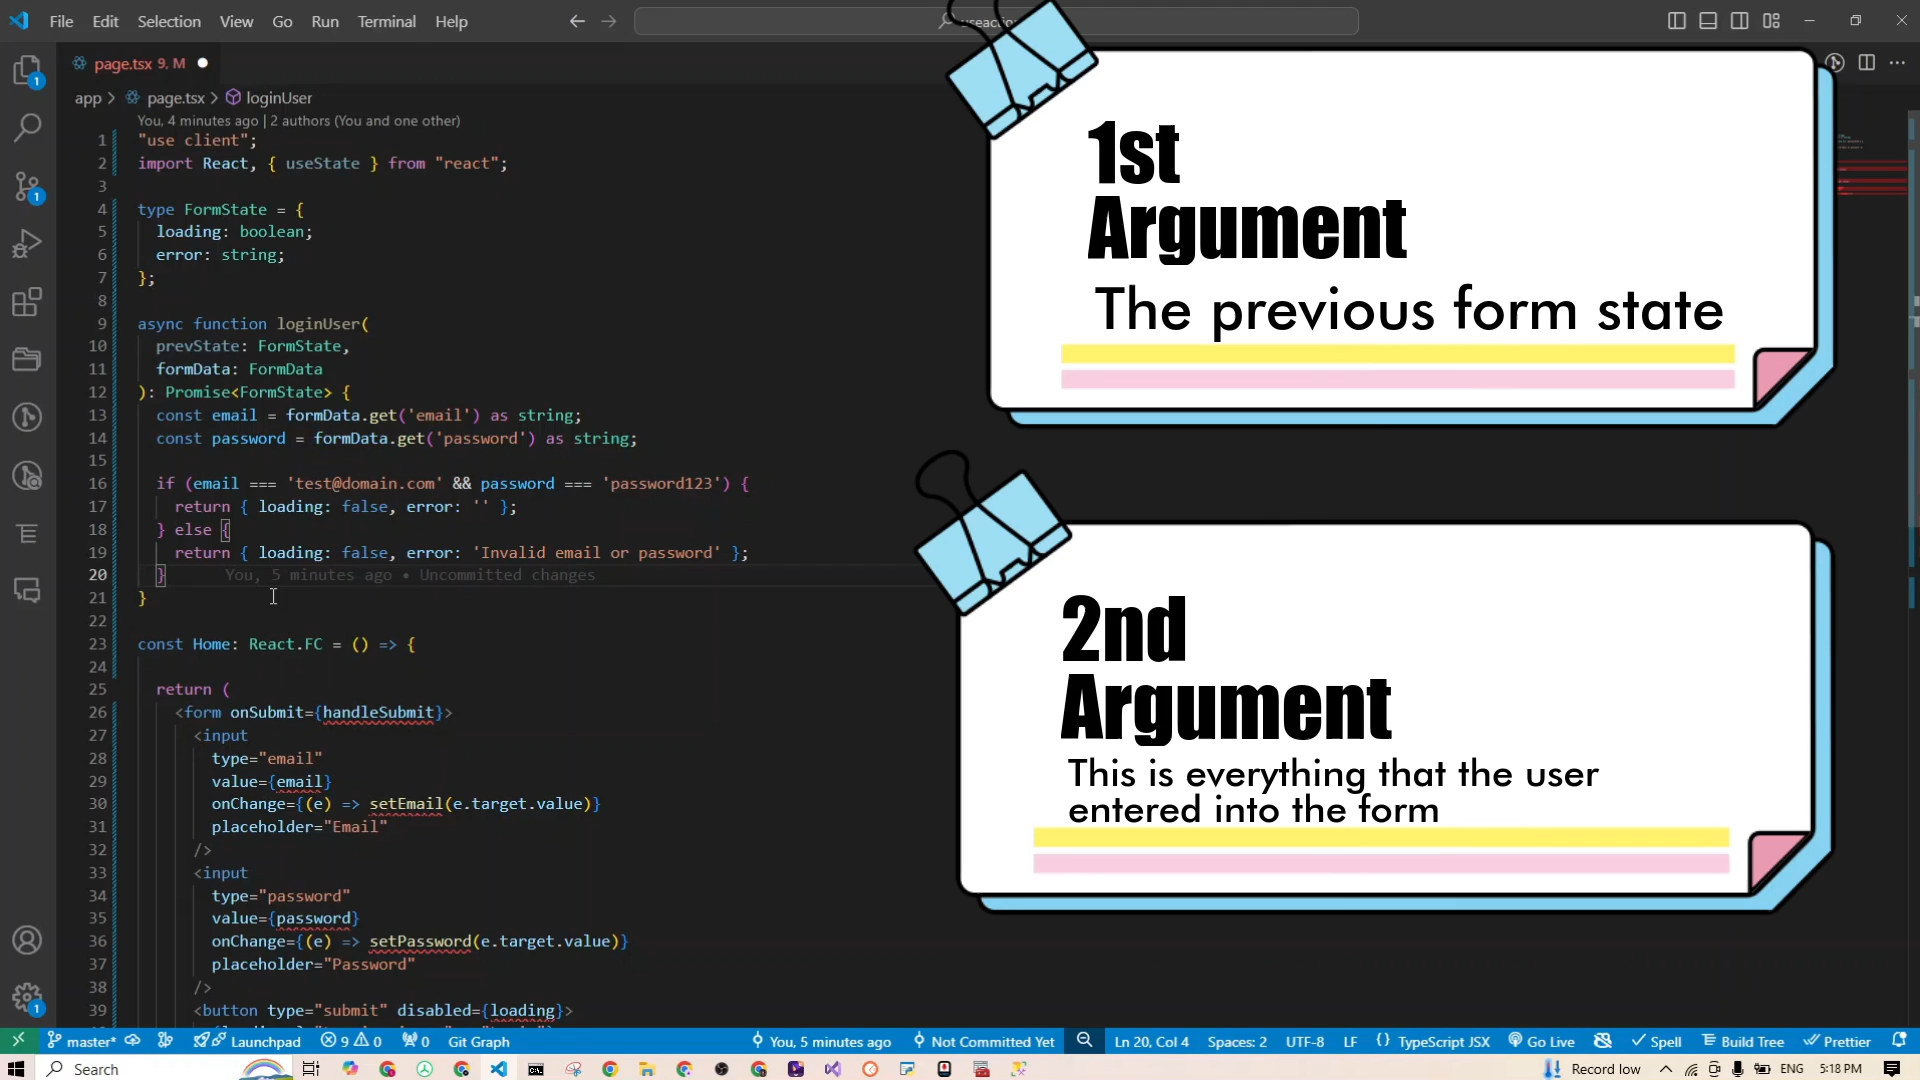 File Edit Selection View Go Run Terminal Help
page.tsx 9, M
app > page.tsx > loginUser
You, 4 minutes ago | 2 authors (You and one other)
1 "use client";
2 import React, { useState } from "react";
3
4 type FormState = {
5 loading: boolean;
6 error: string;
7 };
8
9 async function loginUser(
10 prevState: FormState,
11 formData: FormData
12 ): Promise<FormState> {
13 const email = formData.get('email') as string;
14 const password = formData.get('password') as string;
15
16 if (email === 'test@domain.com' && password === 'password123') {
17 return { loading: false, error: '' };
18 } else {
19 return { loading: false, error: 'Invalid email or password' };
20 } You, 5 minutes ago • Uncommitted changes
21 }
22
23 const Home: React.FC = () => {
24
25 return (
26 <form onSubmit={handleSubmit}>
27 <input
28 type="email"
29 value={email}
30 onChange={(e) => setEmail(e.target.value)}
31 placeholder="Email"
32 />
33 <input
34 type="password"
35 value={password}
36 onChange={(e) => setPassword(e.target.value)}
37 placeholder="Password"
38 />
39 <button type="submit" disabled={loading}>
1st
Argument
The previous form state
2nd
Argument
This is everything that the user
entered into the form
master* Launchpad 9 0 0 Git Graph You, 5 minutes ago Not Committed Yet Ln 20, Col 4 Spaces: 2 UTF-8 LF {} TypeScript JSX Go Live Spell Build Tree Prettier
Search Record low ENG 5:18 PM